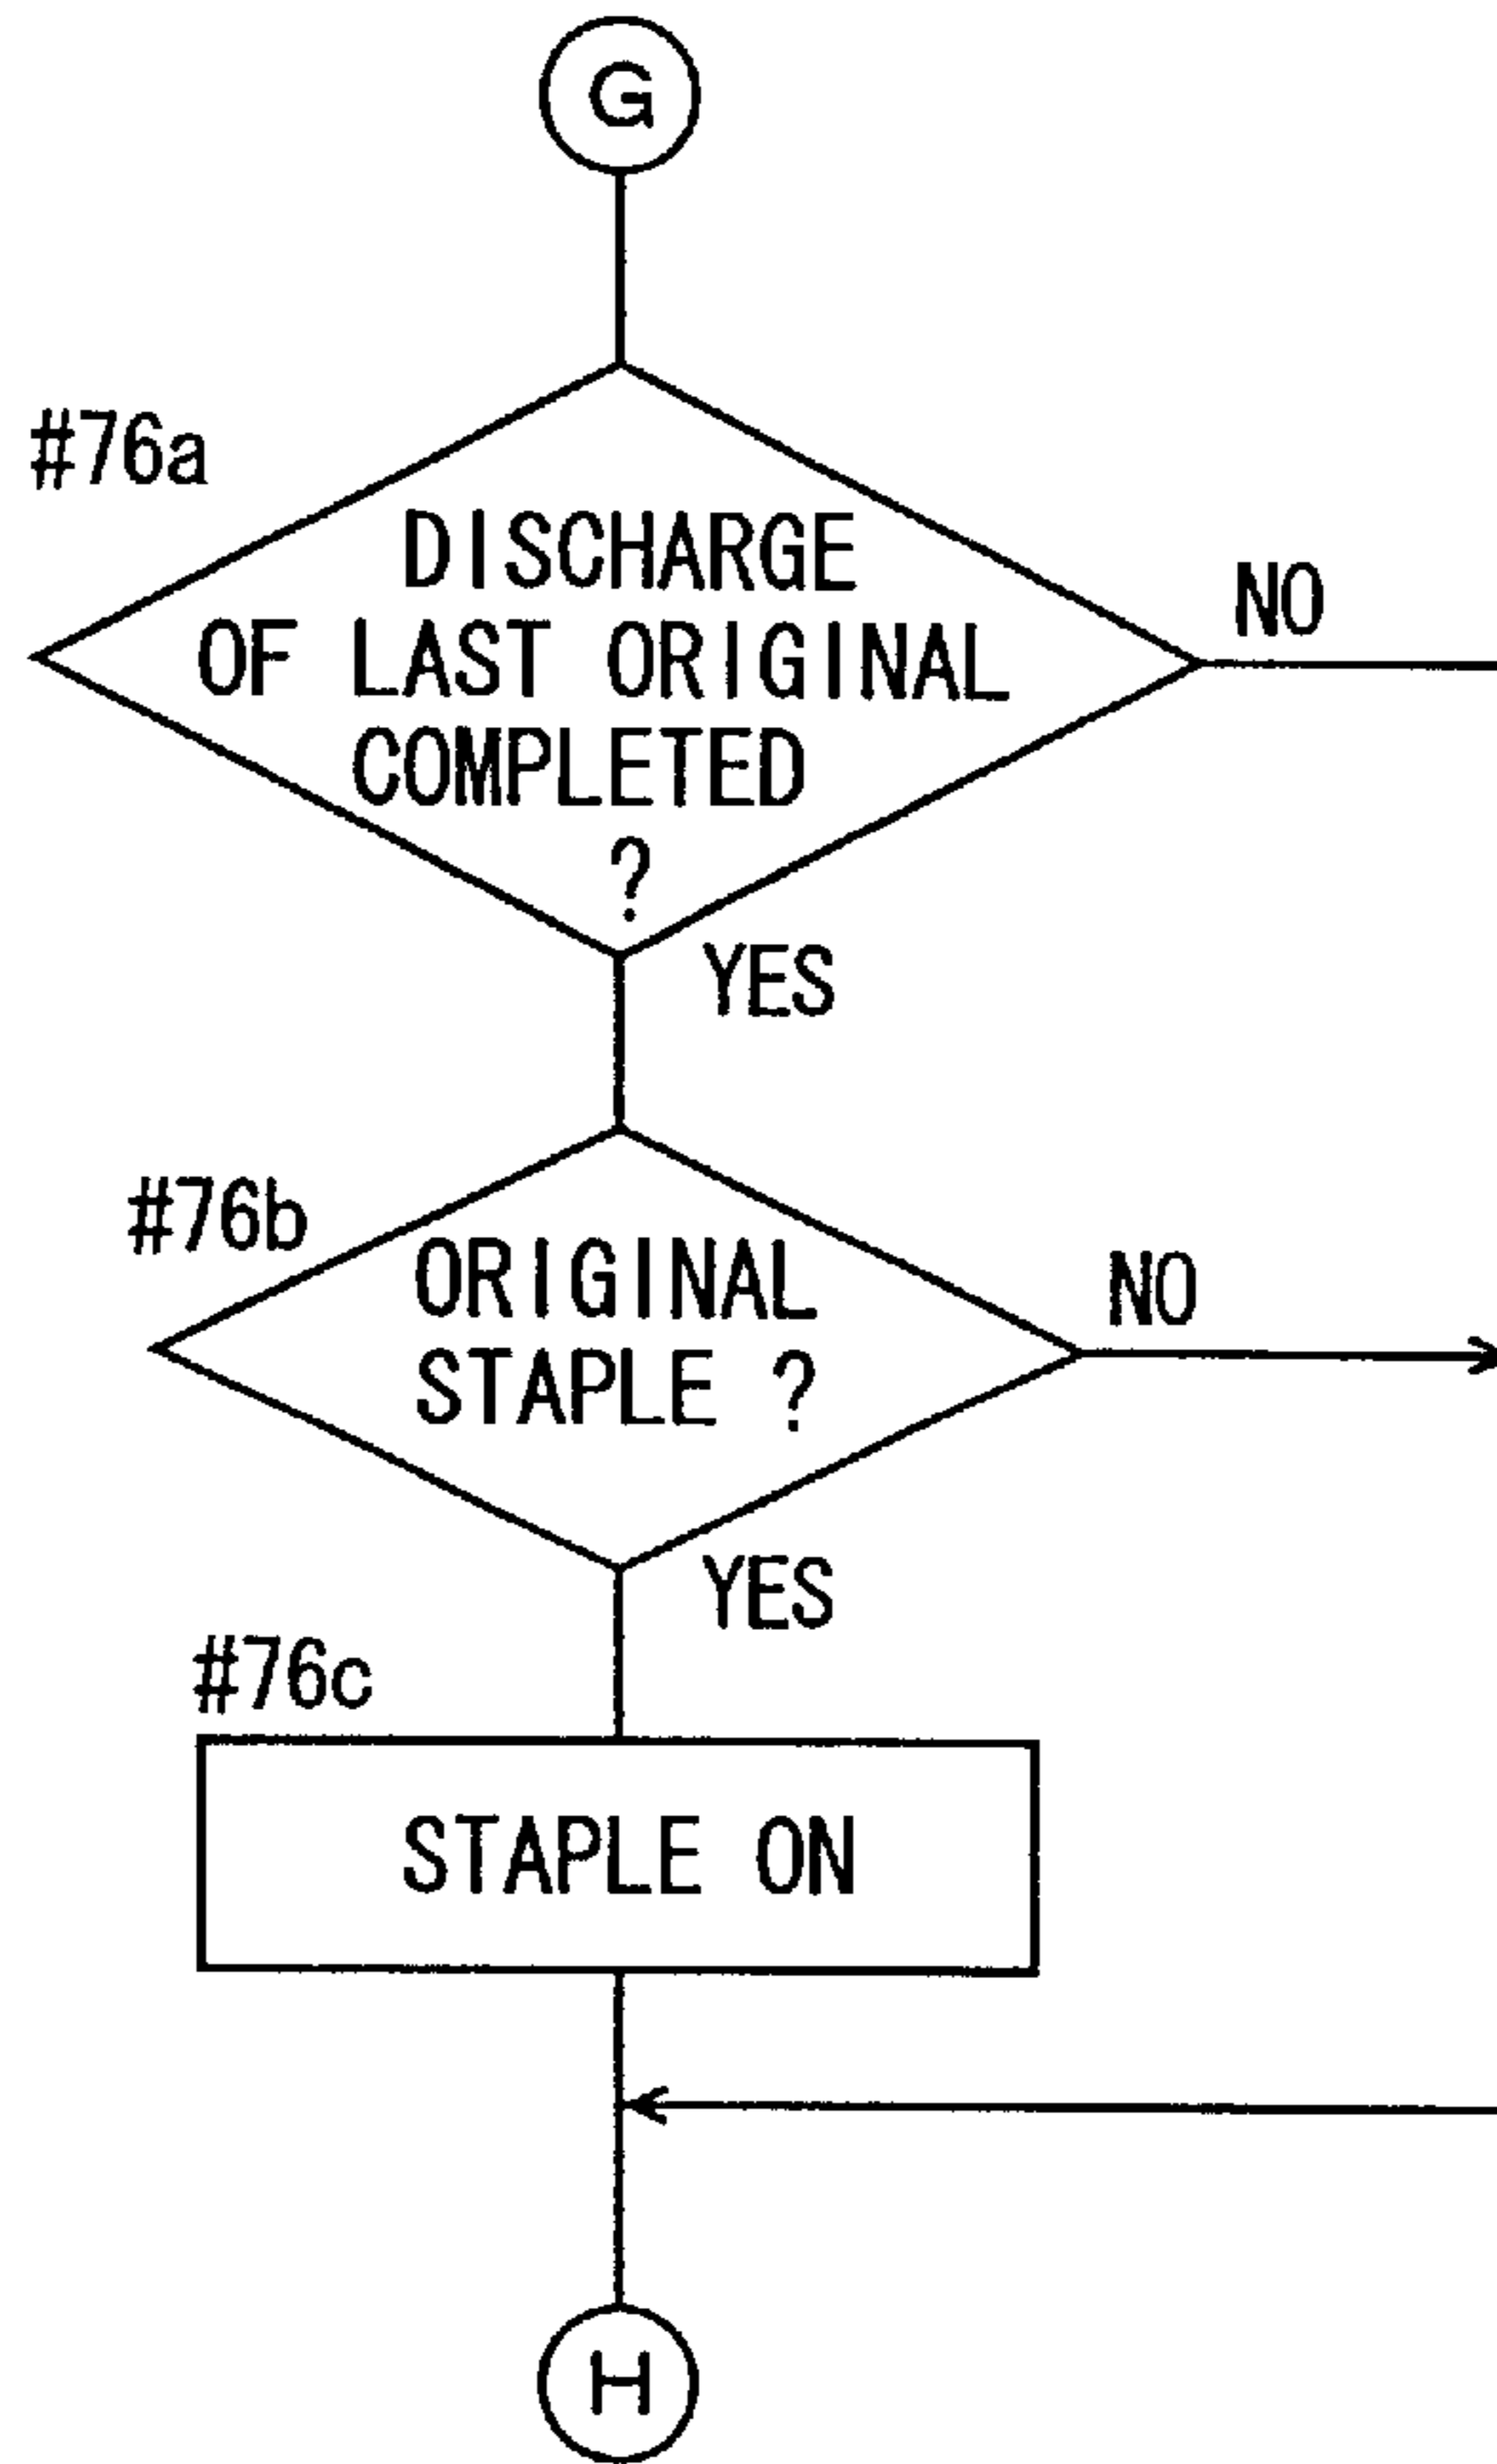 G
#76a
DISCHARGE
OF LAST ORIGINAL
COMPLETED
?
NO
YES
#76b
ORIGINAL
STAPLE ?
NO
YES
#76c
STAPLE ON
H